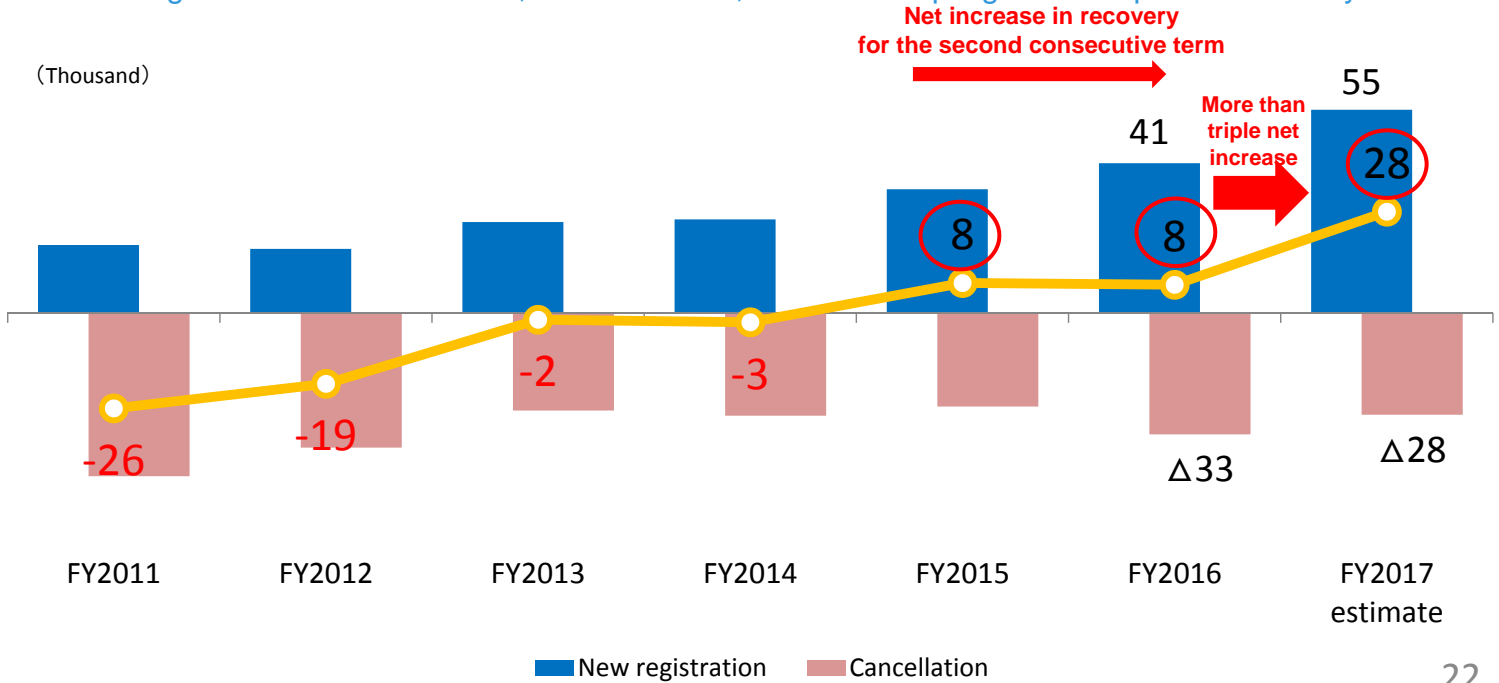 Net increase in recovery
for the second consecutive term
(Thousand)
55
More than
triple net
increase
41
28
8
8
-2
-3
-19
-26
△33
△28
FY2011
FY2012
FY2013
FY2014
FY2015
FY2016
FY2017
estimate
New registration
Cancellation